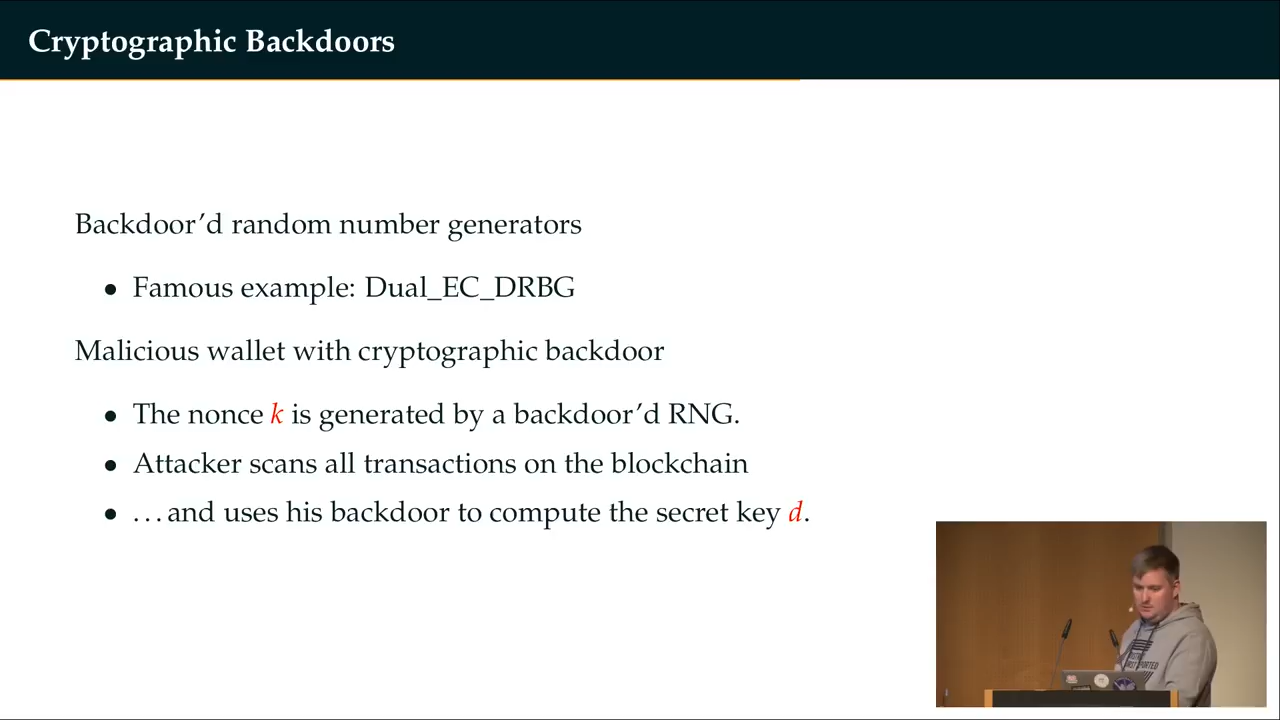 Cryptographic Backdoors
Backdoor'd random number generators
• Famous example: Dual_EC_DRBG
Malicious wallet with cryptographic backdoor
• The nonce k is generated by a backdoor'd RNG.
• Attacker scans all transactions on the blockchain
• ...and uses his backdoor to compute the secret key d.